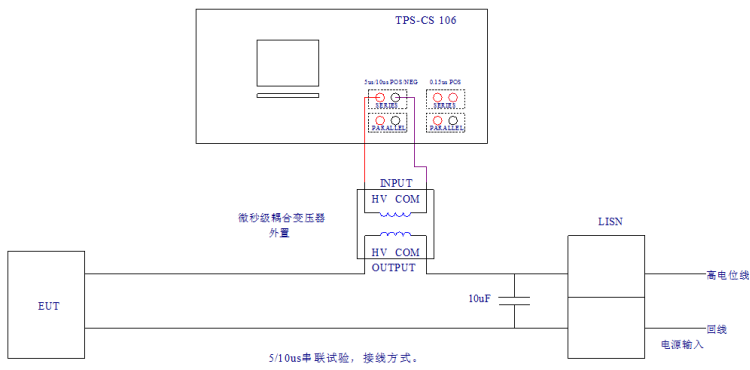 TPS-CS 106
5us/10us POS/NEG
0.15us POS
SERIES
SERIES
PARALLEL
PARALLEL
INPUT
HV COM
微秒级耦合变压器
外置
HV COM
OUTPUT
LISN
EUT
10uF
高电位线
回线
电源输入
5/10us串联试验，接线方式。